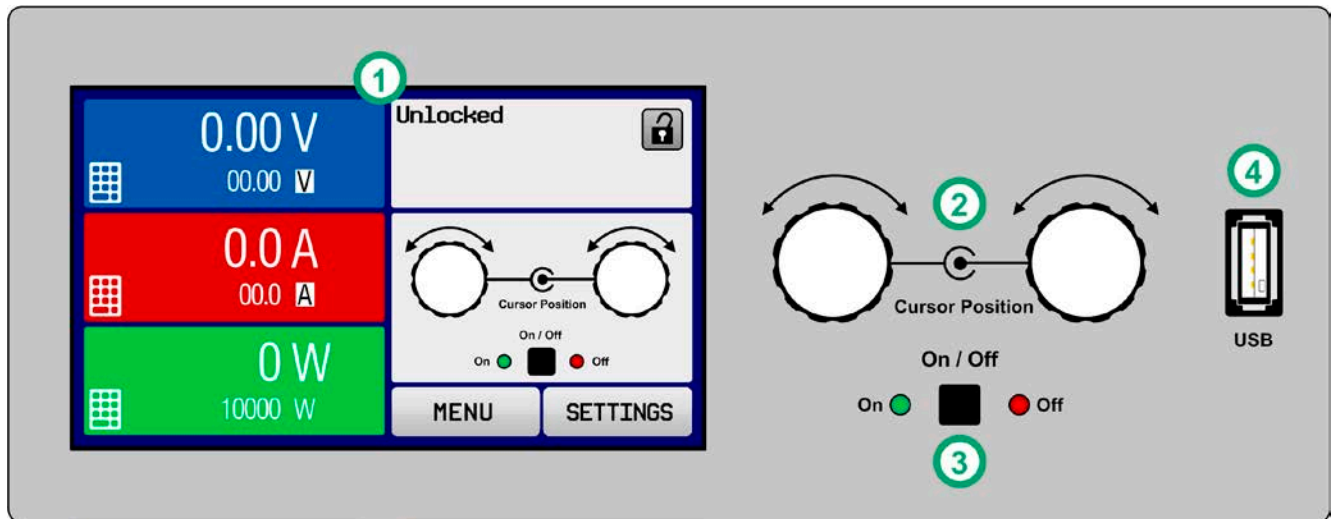 1
0.00 V
00.00 V
0.0 A
00.0 A
0 W
10000 W
Unlocked
Cursor Position
On / Off
On Off
MENU SETTINGS
2
Cursor Position
On / Off
On Off
3
4
USB